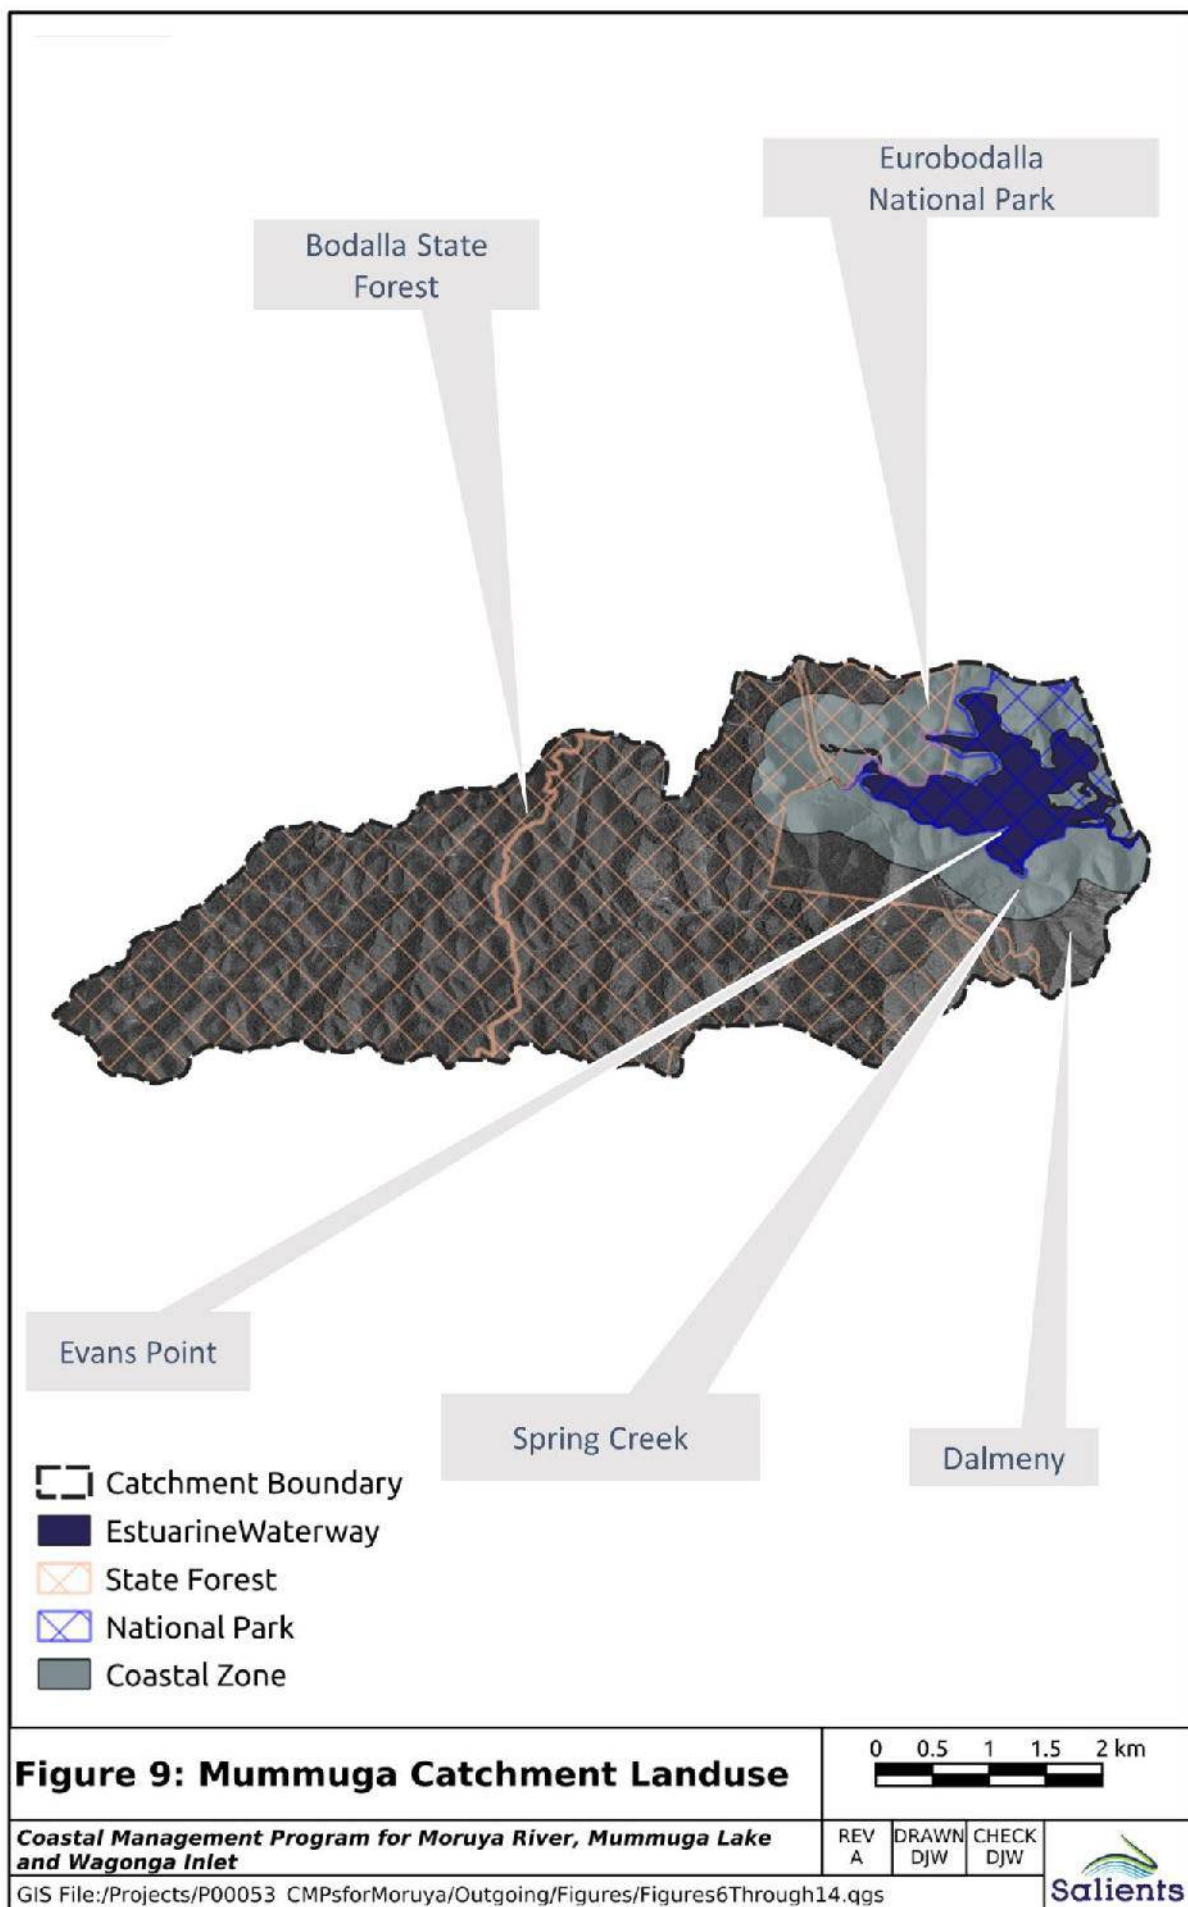 Eurobodalla
National Park
Bodalla State
Forest
Evans Point
Spring Creek
Dalmeny
Catchment Boundary
EstuarineWaterway
State Forest
National Park
Coastal Zone
Figure 9: Mummuga Catchment Landuse
0 0.5 1 1.5 2 km
Coastal Management Program for Moruya River, Mummuga Lake
and Wagonga Inlet
REV DRAWN CHECK
A DJW DJW
GIS File:/Projects/P00053_CMPsforMoruya/Outgoing/Figures/Figures6Through14.qgs
Salients